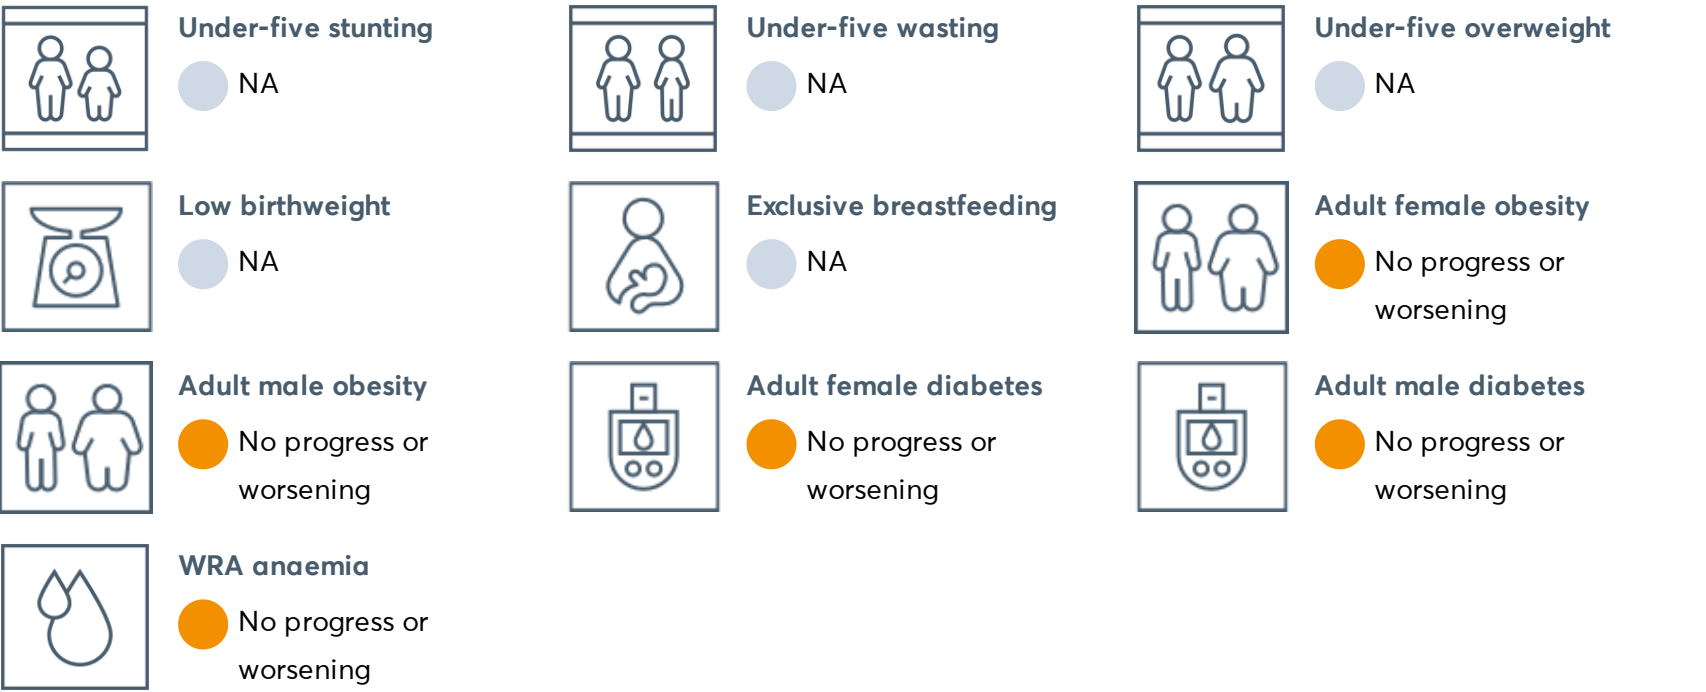 Under-five stunting
NA
Under-five wasting
NA
Under-five overweight
NA
Low birthweight
NA
Exclusive breastfeeding
NA
Adult female obesity
No progress or
worsening
Adult male obesity
No progress or
worsening
Adult female diabetes
No progress or
worsening
Adult male diabetes
No progress or
worsening
WRA anaemia
No progress or
worsening